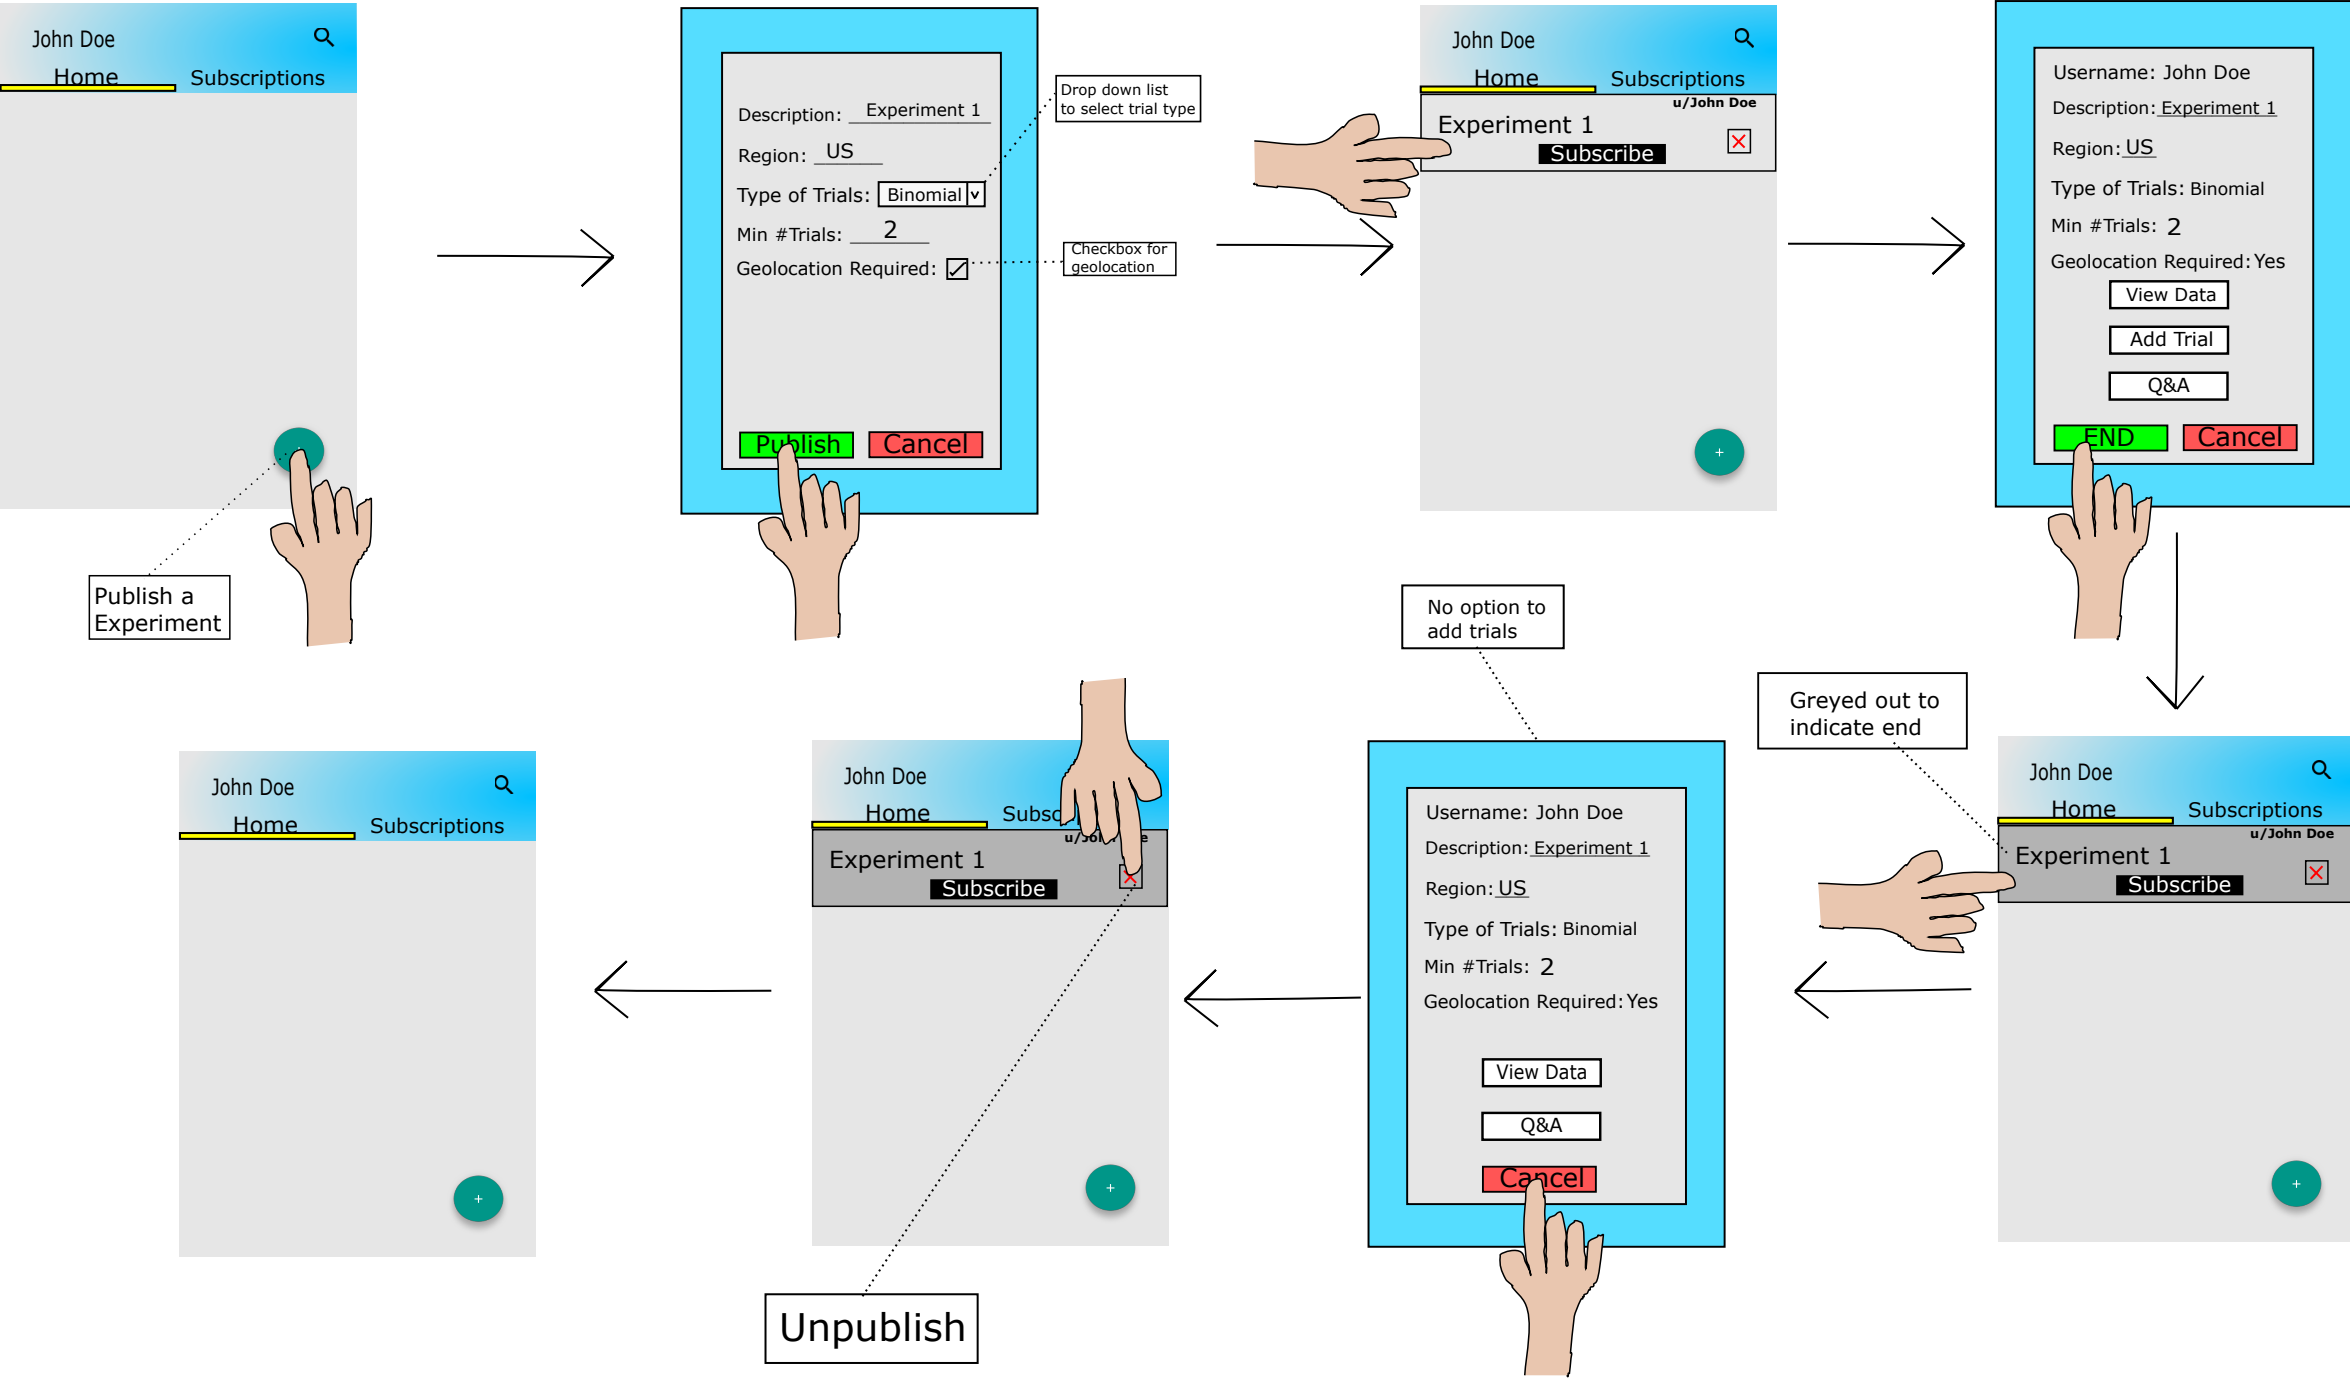 John Doe
Home
Subscriptions
+
Publish a
Experiment
Description: Experiment 1
Region: US
Type of Trials: Binomial
Min #Trials: 2
Geolocation Required:
Publish
Cancel
Drop down list
to select trial type
Checkbox for
geolocation
John Doe
Home
Subscriptions
u/John Doe
Experiment 1
Subscribe
+
Username: John Doe
Description: Experiment 1
Region: US
Type of Trials: Binomial
Min #Trials: 2
Geolocation Required: Yes
View Data
Add Trial
Q&A
END
Cancel
Greyed out to
indicate end
John Doe
Home
Subscriptions
u/John Doe
Experiment 1
Subscribe
+
No option to
add trials
Username: John Doe
Description: Experiment 1
Region: US
Type of Trials: Binomial
Min #Trials: 2
Geolocation Required: Yes
View Data
Q&A
Cancel
John Doe
Home
Subsc
Experiment 1
Subscribe
+
Unpublish
John Doe
Home
Subscriptions
+